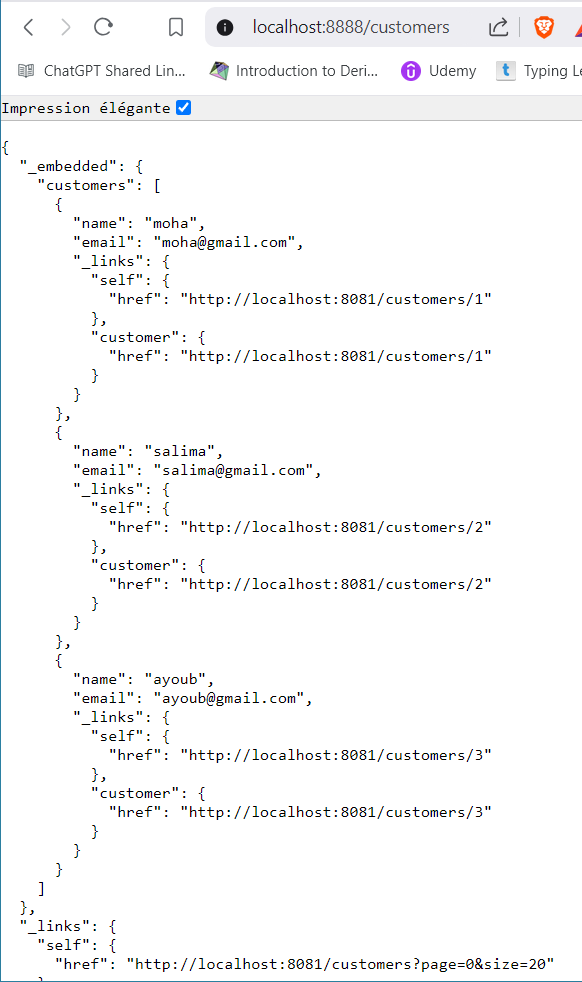 localhost:8888/customers
ChatGPT Shared Lin... Introduction to Deri... Udemy t Typing Le
Impression élégante
{
  "_embedded": {
    "customers": [
      {
        "name": "moha",
        "email": "moha@gmail.com",
        "_links": {
          "self": {
            "href": "http://localhost:8081/customers/1"
          },
          "customer": {
            "href": "http://localhost:8081/customers/1"
          }
        }
      },
      {
        "name": "salima",
        "email": "salima@gmail.com",
        "_links": {
          "self": {
            "href": "http://localhost:8081/customers/2"
          },
          "customer": {
            "href": "http://localhost:8081/customers/2"
          }
        }
      },
      {
        "name": "ayoub",
        "email": "ayoub@gmail.com",
        "_links": {
          "self": {
            "href": "http://localhost:8081/customers/3"
          },
          "customer": {
            "href": "http://localhost:8081/customers/3"
          }
        }
      }
    ]
  },
  "_links": {
    "self": {
      "href": "http://localhost:8081/customers?page=0&size=20"